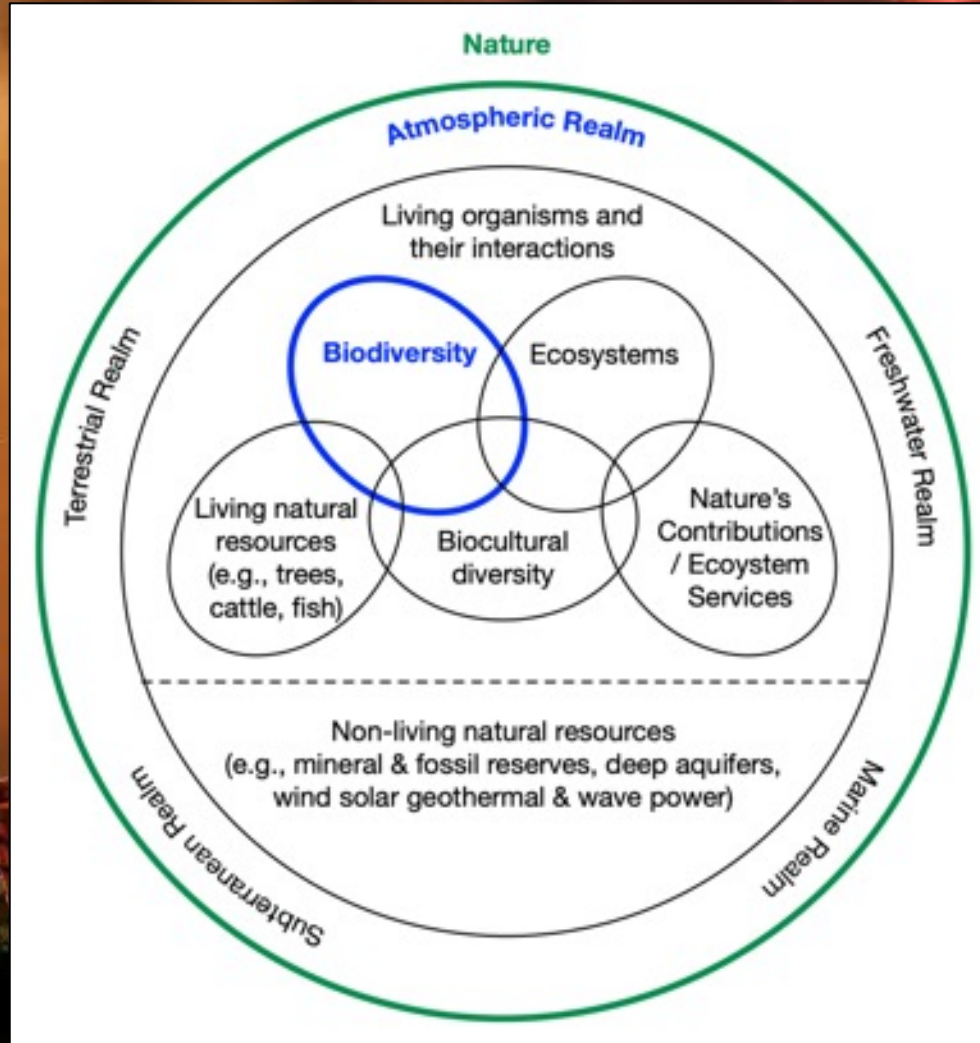 Nature
Atmospheric Realm
Living organisms and
their interactions
Biodiversity
Ecosystems
Terrestrial Realm
Freshwater Realm
Living natural
resources
(e.g., trees,
cattle, fish)
Biocultural
diversity
Nature's
Contributions
/ Ecoystem
Services
Non-living natural resources
(e.g., mineral & fossil reserves, deep aquifers,
wind solar geothermal & wave power)
Subterranean Realm
Marine Realm